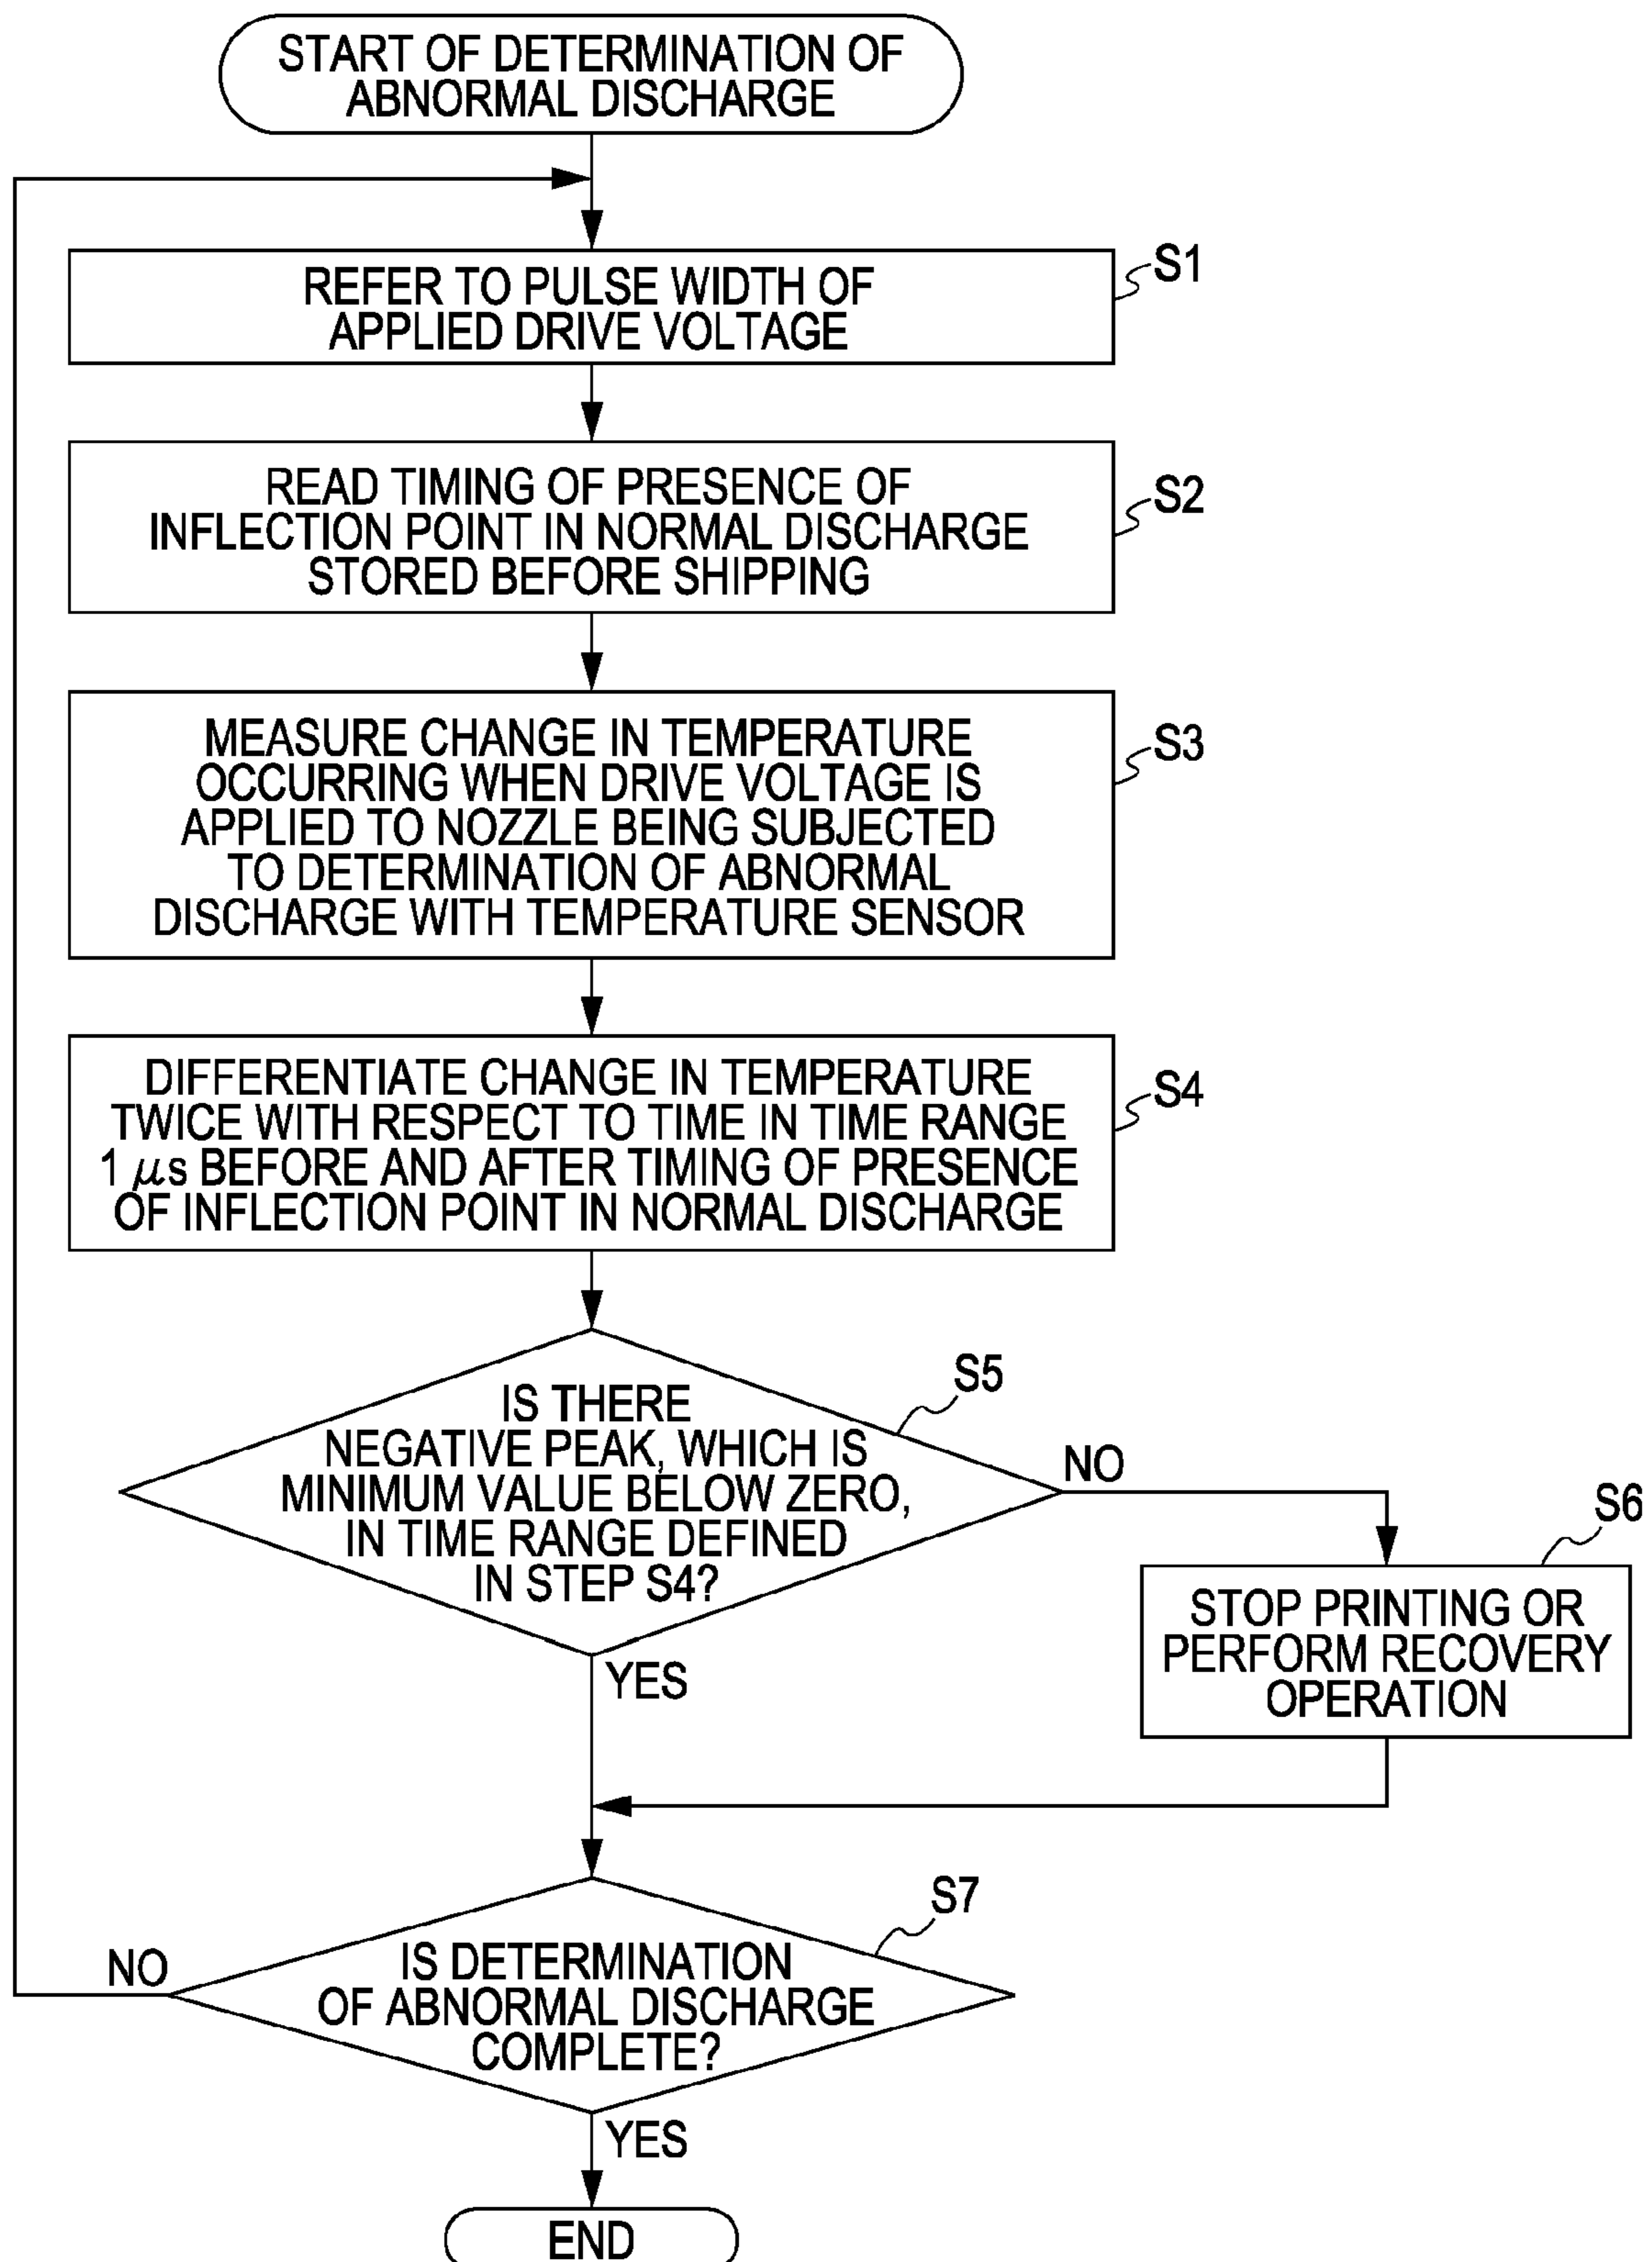 START OF DETERMINATION OF
ABNORMAL DISCHARGE
REFER TO PULSE WIDTH OF
APPLIED DRIVE VOLTAGE
S1
READ TIMING OF PRESENCE OF
INFLECTION POINT IN NORMAL DISCHARGE
STORED BEFORE SHIPPING
S2
MEASURE CHANGE IN TEMPERATURE
OCCURRING WHEN DRIVE VOLTAGE IS
APPLIED TO NOZZLE BEING SUBJECTED
TO DETERMINATION OF ABNORMAL
DISCHARGE WITH TEMPERATURE SENSOR
S3
DIFFERENTIATE CHANGE IN TEMPERATURE
TWICE WITH RESPECT TO TIME IN TIME RANGE
1 μs BEFORE AND AFTER TIMING OF PRESENCE
OF INFLECTION POINT IN NORMAL DISCHARGE
S4
IS THERE
NEGATIVE PEAK, WHICH IS
MINIMUM VALUE BELOW ZERO,
IN TIME RANGE DEFINED
IN STEP S4?
S5
NO
YES
S6
STOP PRINTING OR
PERFORM RECOVERY
OPERATION
S7
IS DETERMINATION
OF ABNORMAL DISCHARGE
COMPLETE?
NO
YES
END